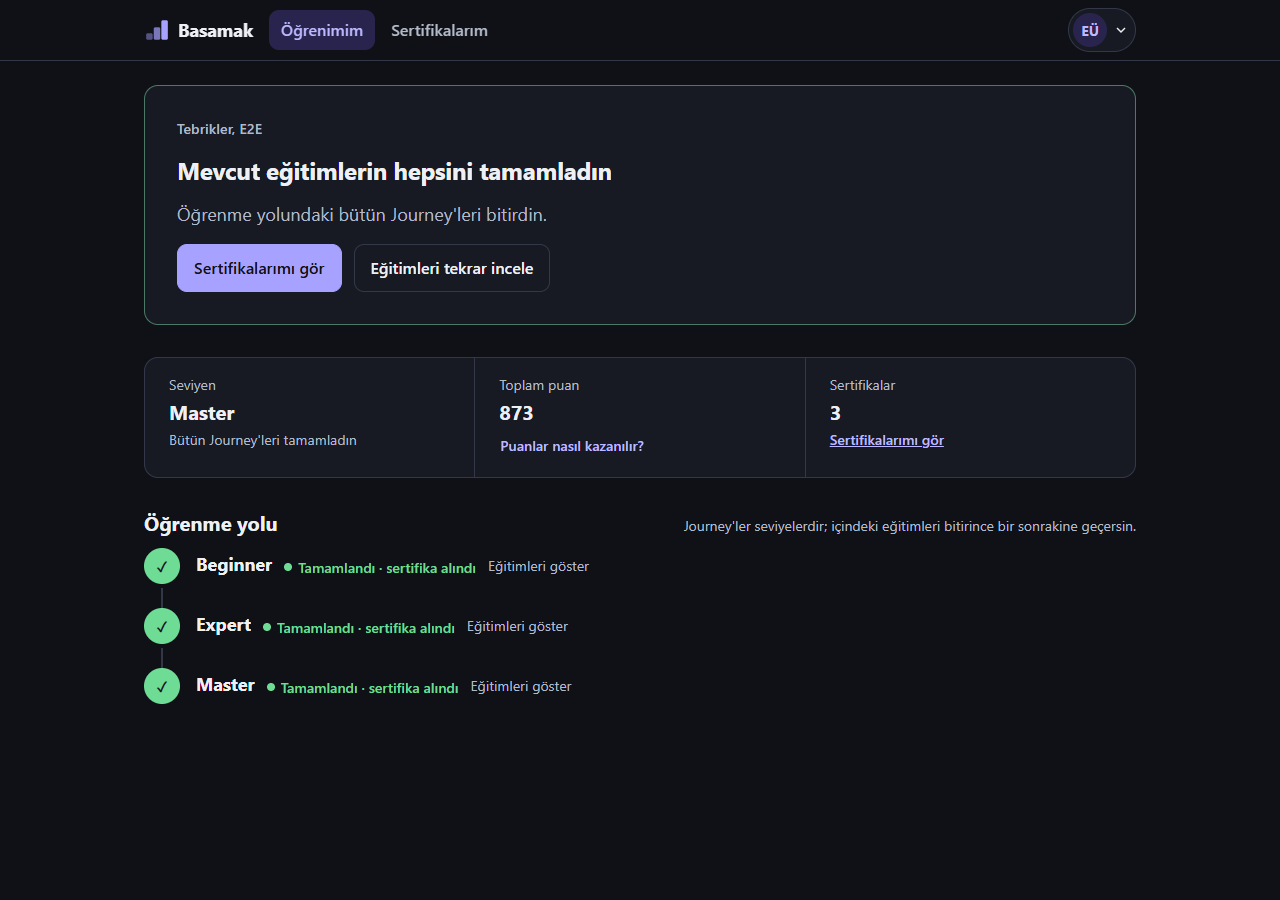 Basamak
Öğrenimim
Sertifikalarım
EÜ
Tebrikler, E2E
Mevcut eğitimlerin hepsini tamamladın
Öğrenme yolundaki bütün Journey'leri bitirdin.
Sertifikalarımı gör
Eğitimleri tekrar incele
Seviyen
Master
Bütün Journey'leri tamamladın
Toplam puan
873
Puanlar nasıl kazanılır?
Sertifikalar
3
Sertifikalarımı gör
Öğrenme yolu
Journey'ler seviyelerdir; içindeki eğitimleri bitirince bir sonrakine geçersin.
Beginner Tamamlandı · sertifika alındı Eğitimleri göster
Expert Tamamlandı · sertifika alındı Eğitimleri göster
Master Tamamlandı · sertifika alındı Eğitimleri göster